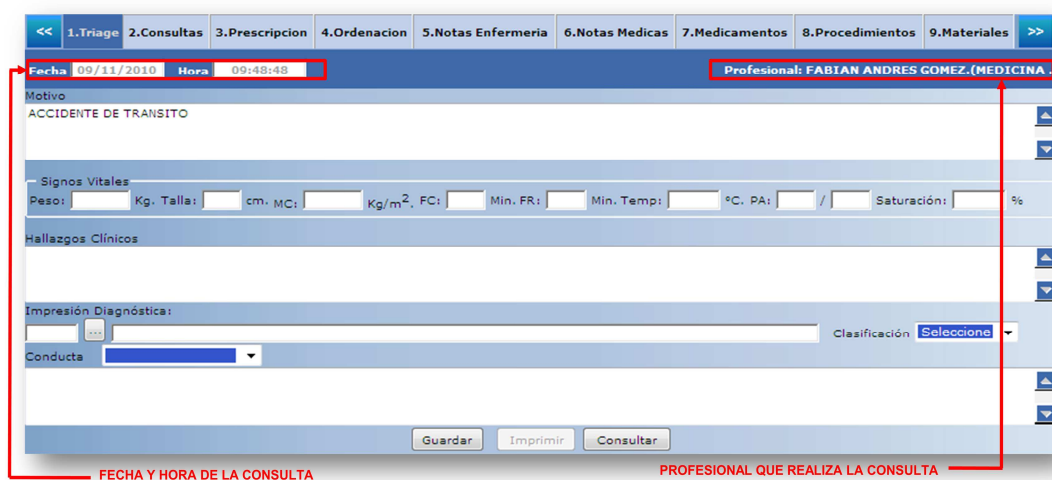 << 1.Triage 2.Consultas 3.Prescripcion 4.Ordenacion 5.Notas Enfermeria 6.Notas Medicas 7.Medicamentos 8.Procedimientos 9.Materiales >>
Fecha 09/11/2010 Hora 09:48:48 Profesional: FABIAN ANDRES GOMEZ.(MEDICINA .
Motivo
ACCIDENTE DE TRANSITO
Signos Vitales
Peso: Kg. Talla: cm. MC: Kg/m², FC: Min. FR: Min. Temp: ºC. PA: / Saturación: %
Hallazgos Clínicos
Impresión Diagnóstica:
... Clasificación Seleccione
Conducta
Guardar Imprimir Consultar
FECHA Y HORA DE LA CONSULTA PROFESIONAL QUE REALIZA LA CONSULTA